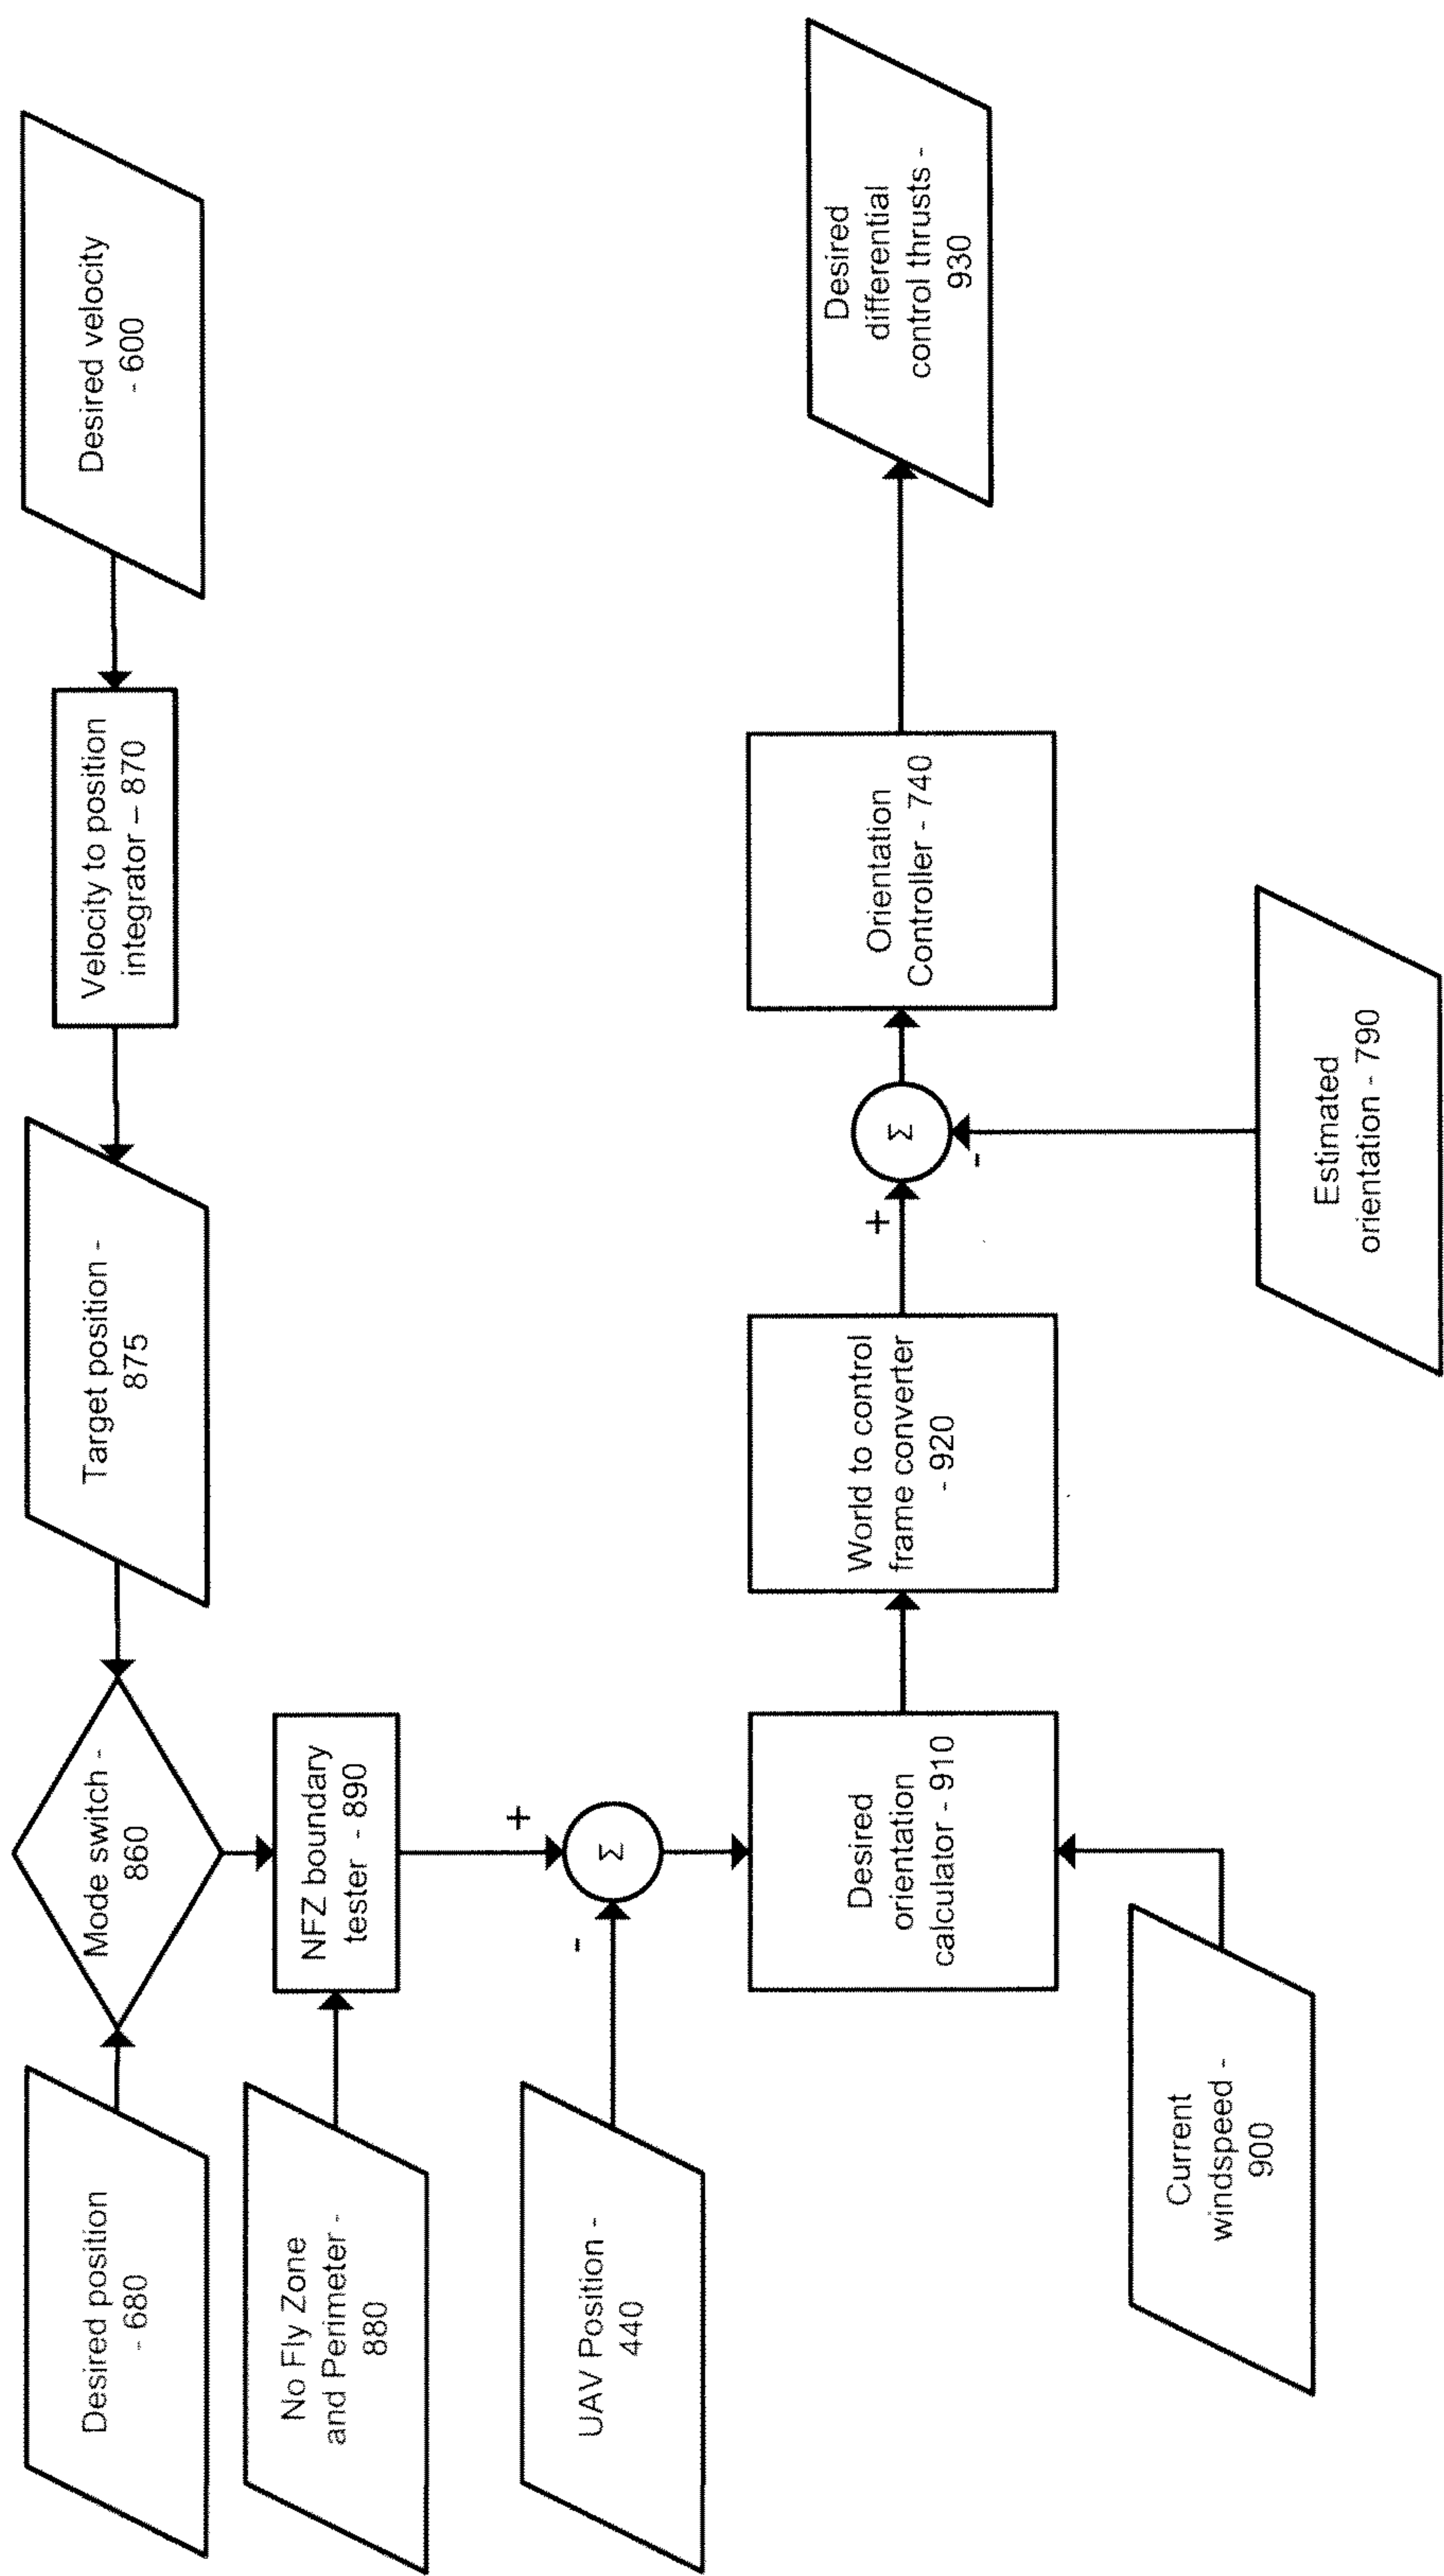 Desired position
- 680
Mode switch -
860
Target position -
875
Velocity to position
integrator – 870
Desired velocity
- 600
No Fly Zone
and Perimeter -
880
NFZ boundary
tester - 890
+
UAV Position -
440
-
Σ
Desired
orientation
calculator - 910
World to control
frame converter
- 920
+
Σ
-
Orientation
Controller - 740
Desired
differential
control thrusts -
930
Current
windspeed -
900
Estimated
orientation - 790